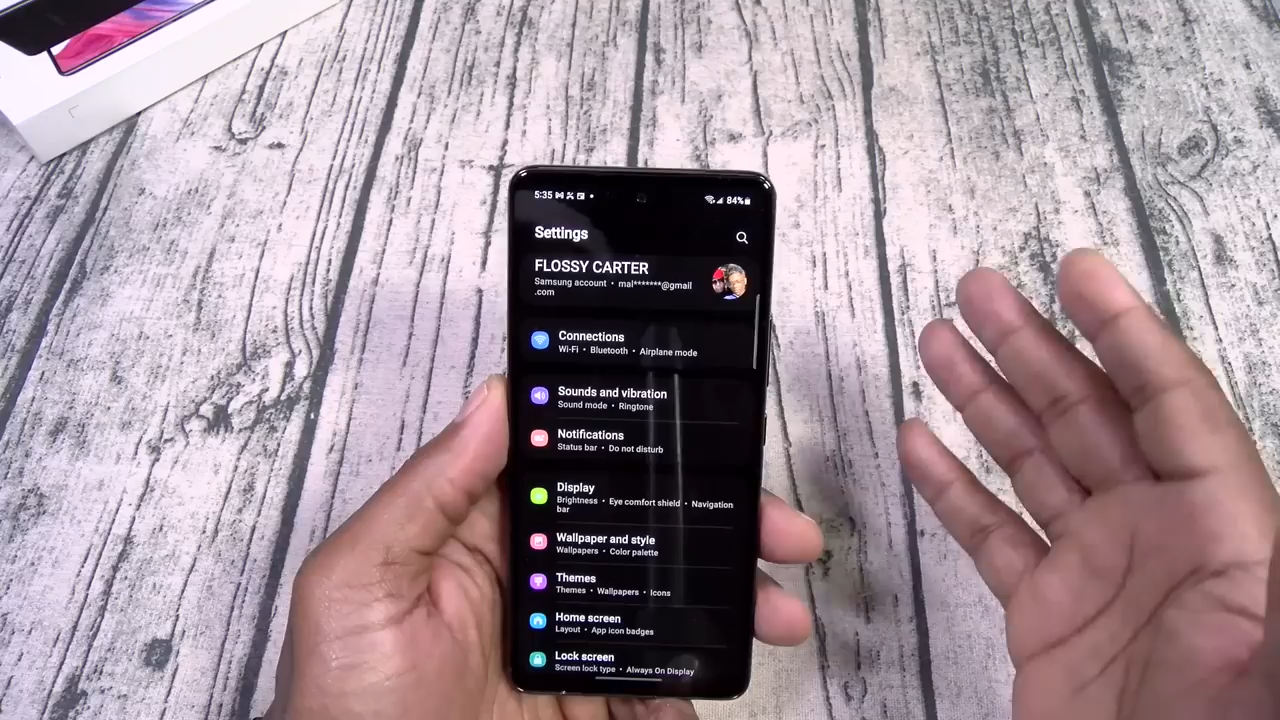 5:35
84%
Settings
FLOSSY CARTER
Samsung account • mal*******@gmail
.com
Connections
Wi-Fi • Bluetooth • Airplane mode
Sounds and vibration
Sound mode • Ringtone
Notifications
Status bar • Do not disturb
Display
Brightness • Eye comfort shield • Navigation
bar
Wallpaper and style
Wallpapers • Color palette
Themes
Themes • Wallpapers • Icons
Home screen
Layout • App icon badges
Lock screen
Screen lock type • Always On Display